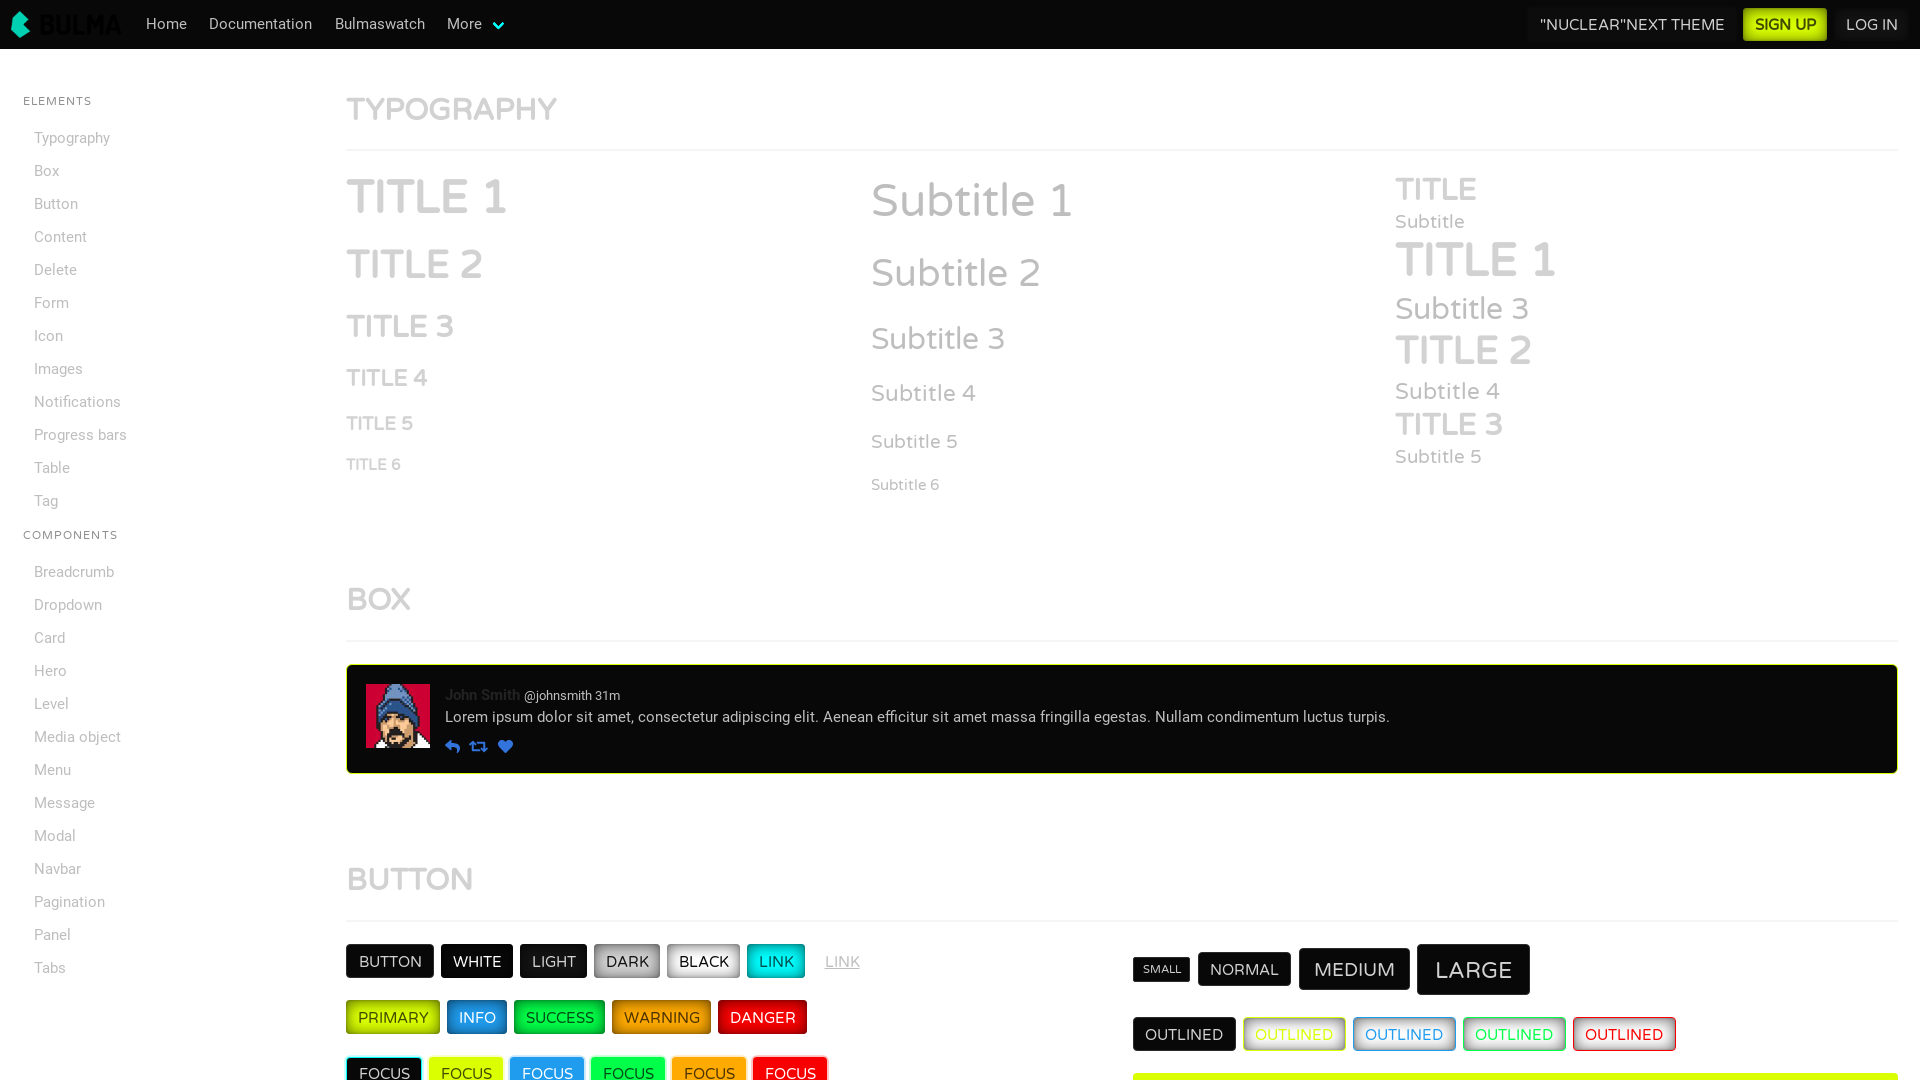 BULMA Home Documentation Bulmaswatch More "NUCLEAR"NEXT THEME SIGN UP LOG IN
ELEMENTS
Typography
Box
Button
Content
Delete
Form
Icon
Images
Notifications
Progress bars
Table
Tag
COMPONENTS
Breadcrumb
Dropdown
Card
Hero
Level
Media object
Menu
Message
Modal
Navbar
Pagination
Panel
Tabs
TYPOGRAPHY
TITLE 1
TITLE 2
TITLE 3
TITLE 4
TITLE 5
TITLE 6
Subtitle 1
Subtitle 2
Subtitle 3
Subtitle 4
Subtitle 5
Subtitle 6
TITLE
Subtitle
TITLE 1
Subtitle 3
TITLE 2
Subtitle 4
TITLE 3
Subtitle 5
BOX
John Smith @johnsmith 31m
Lorem ipsum dolor sit amet, consectetur adipiscing elit. Aenean efficitur sit amet massa fringilla egestas. Nullam condimentum luctus turpis.
BUTTON
BUTTON WHITE LIGHT DARK BLACK LINK LINK
PRIMARY INFO SUCCESS WARNING DANGER
FOCUS FOCUS FOCUS FOCUS FOCUS FOCUS
SMALL NORMAL MEDIUM LARGE
OUTLINED OUTLINED OUTLINED OUTLINED OUTLINED